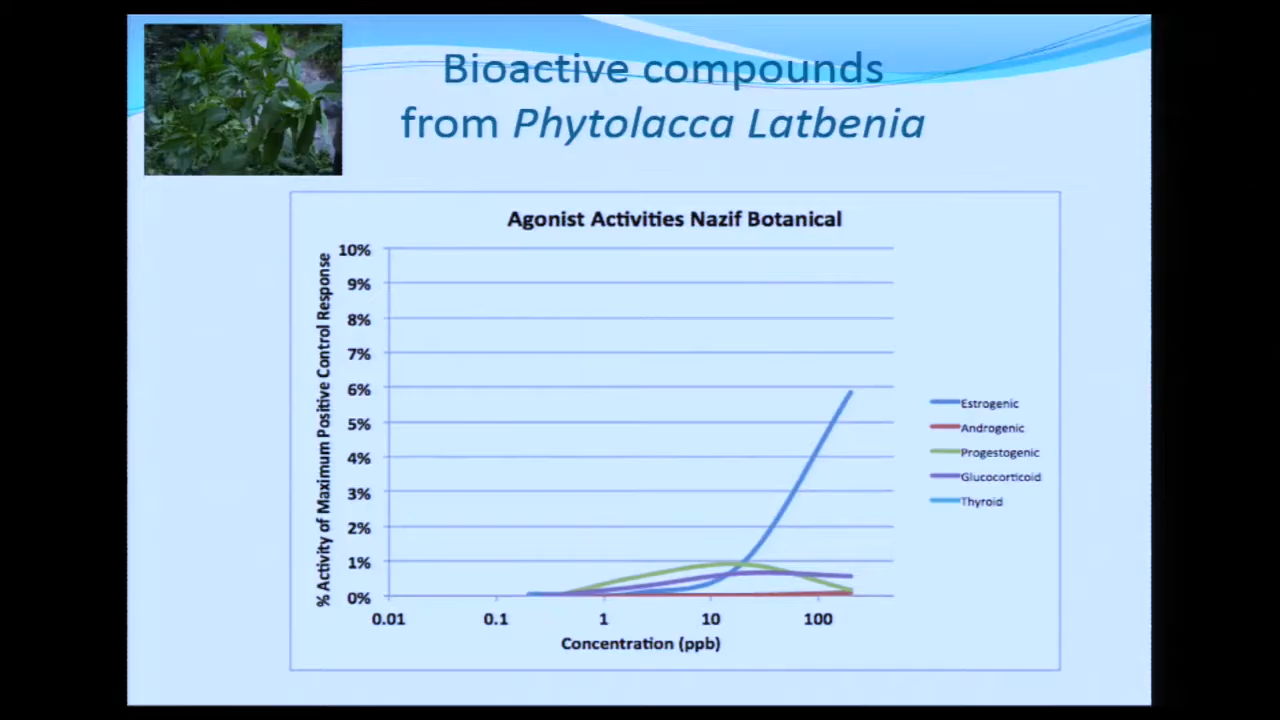 Bioactive compounds
from Phytolacca Latbenia
Agonist Activities Nazif Botanical
% Activity of Maximum Positive Control Response
10%
9%
8%
7%
6%
5%
4%
3%
2%
1%
0%
0.01 0.1 1 10 100
Concentration (ppb)
Estrogenic
Androgenic
Progestogenic
Glucocorticoid
Thyroid